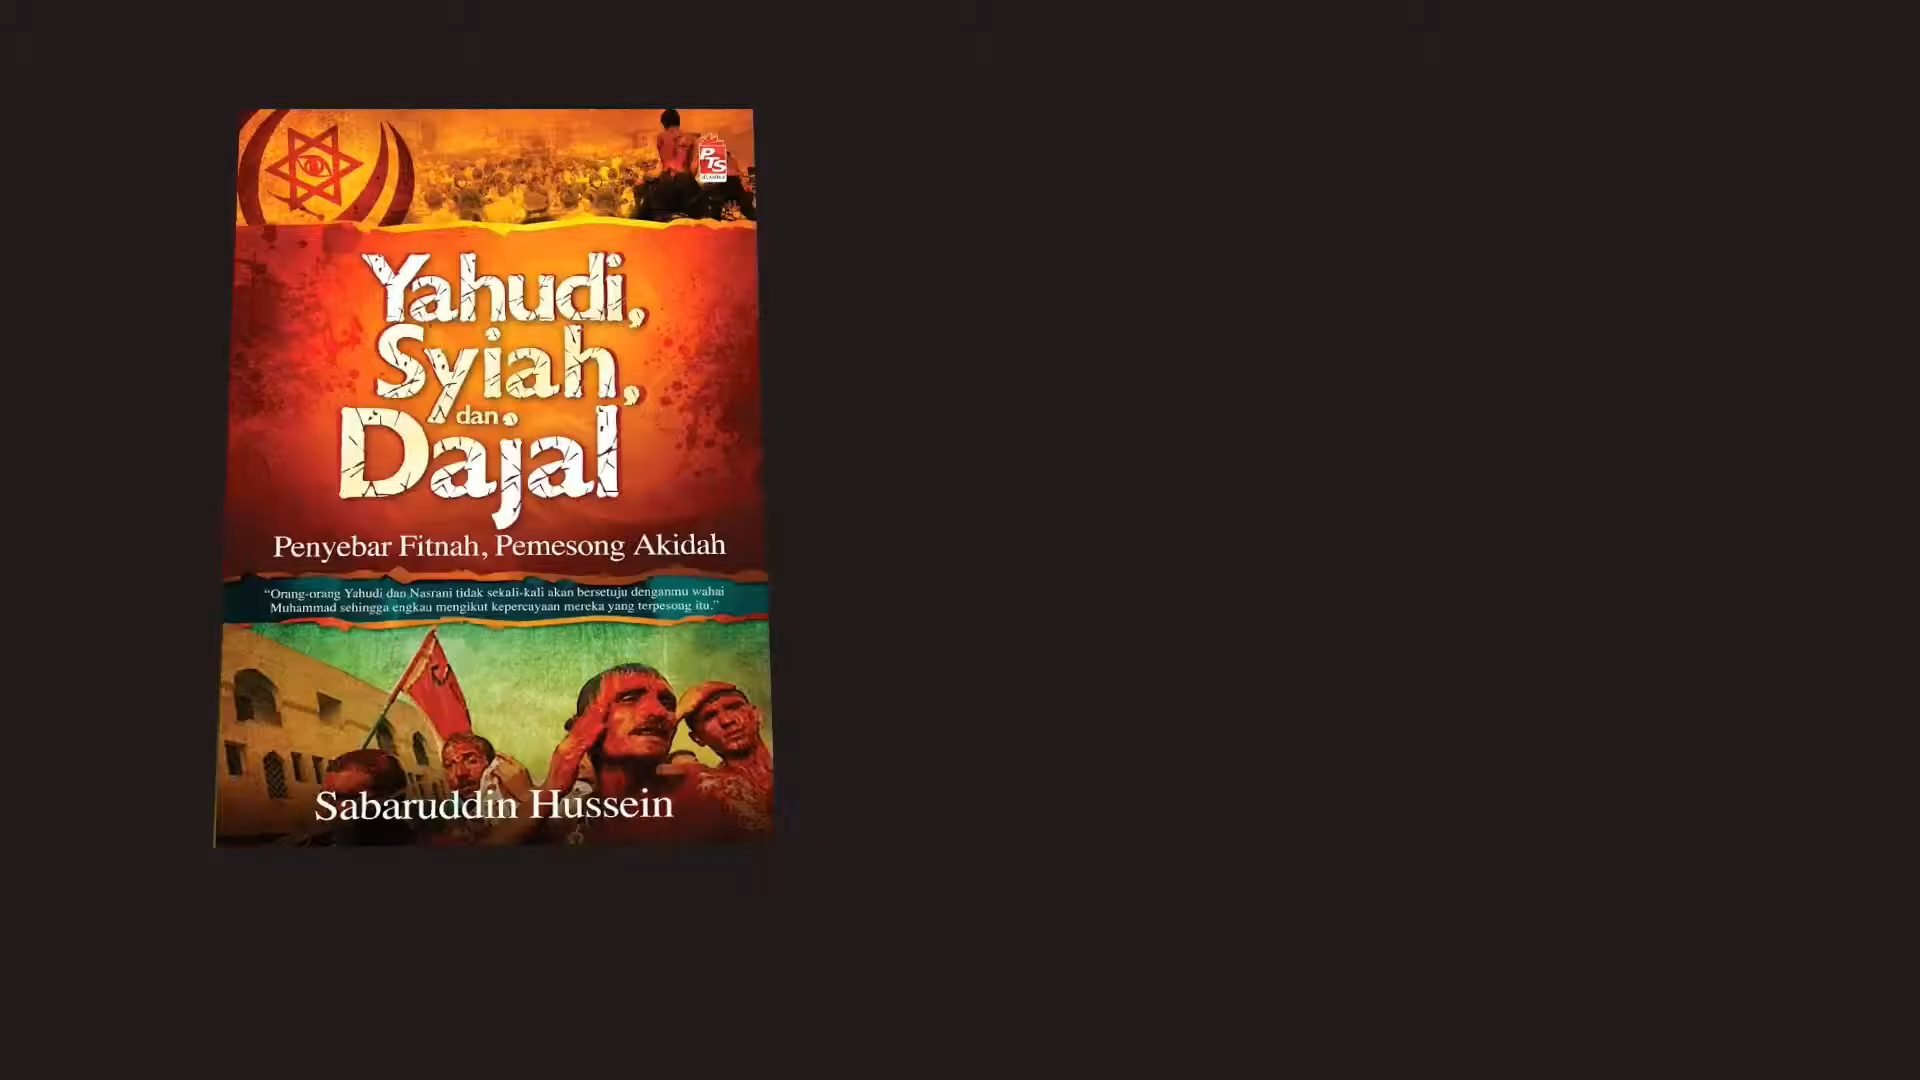 PTS
Yahudi,
Syiah,
dan
Dajal
Penyebar Fitnah, Pemesong Akidah
“Orang-orang Yahudi dan Nasrani tidak sekali-kali akan bersetuju denganmu wahai
Muhammad sehingga engkau mengikut kepercayaan mereka yang terpesong itu.”
Sabaruddin Hussein